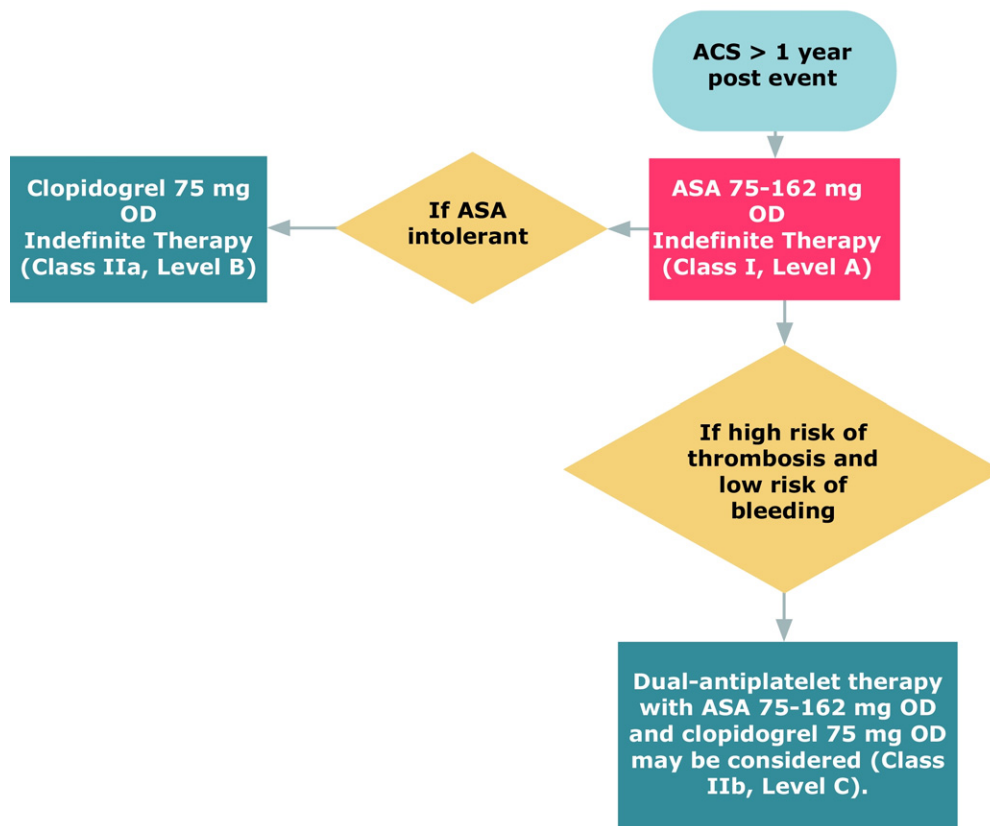 ACS > 1 year
post event
ASA 75-162 mg
OD
Indefinite Therapy
(Class I, Level A)
If ASA
intolerant
Clopidogrel 75 mg
OD
Indefinite Therapy
(Class IIa, Level B)
If high risk of
thrombosis and
low risk of
bleeding
Dual-antiplatelet therapy
with ASA 75-162 mg OD
and clopidogrel 75 mg OD
may be considered (Class
IIb, Level C).